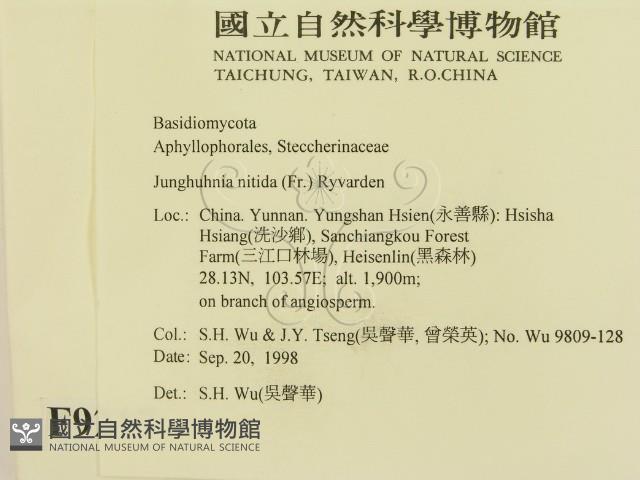 國立自然科學博物館
NATIONAL MUSEUM OF NATURAL SCIENCE
TAICHUNG, TAIWAN, R.O.CHINA
Basidiomycota
Aphyllophorales, Steccherinaceae
Junghuhnia nitida (Fr.) Ryvarden
Loc.: China. Yunnan. Yungshan Hsien(永善縣): Hsisha
Hsiang(洗沙鄉), Sanchiangkou Forest
Farm(三江口林場), Heisenlin(黑森林)
28.13N, 103.57E; alt. 1,900m;
on branch of angiosperm.
Col.: S.H. Wu & J.Y. Tseng(吳聲華, 曾榮英); No. Wu 9809-128
Date: Sep. 20, 1998
Det.: S.H. Wu(吳聲華)
國立自然科學博物館
NATIONAL MUSEUM OF NATURAL SCIENCE